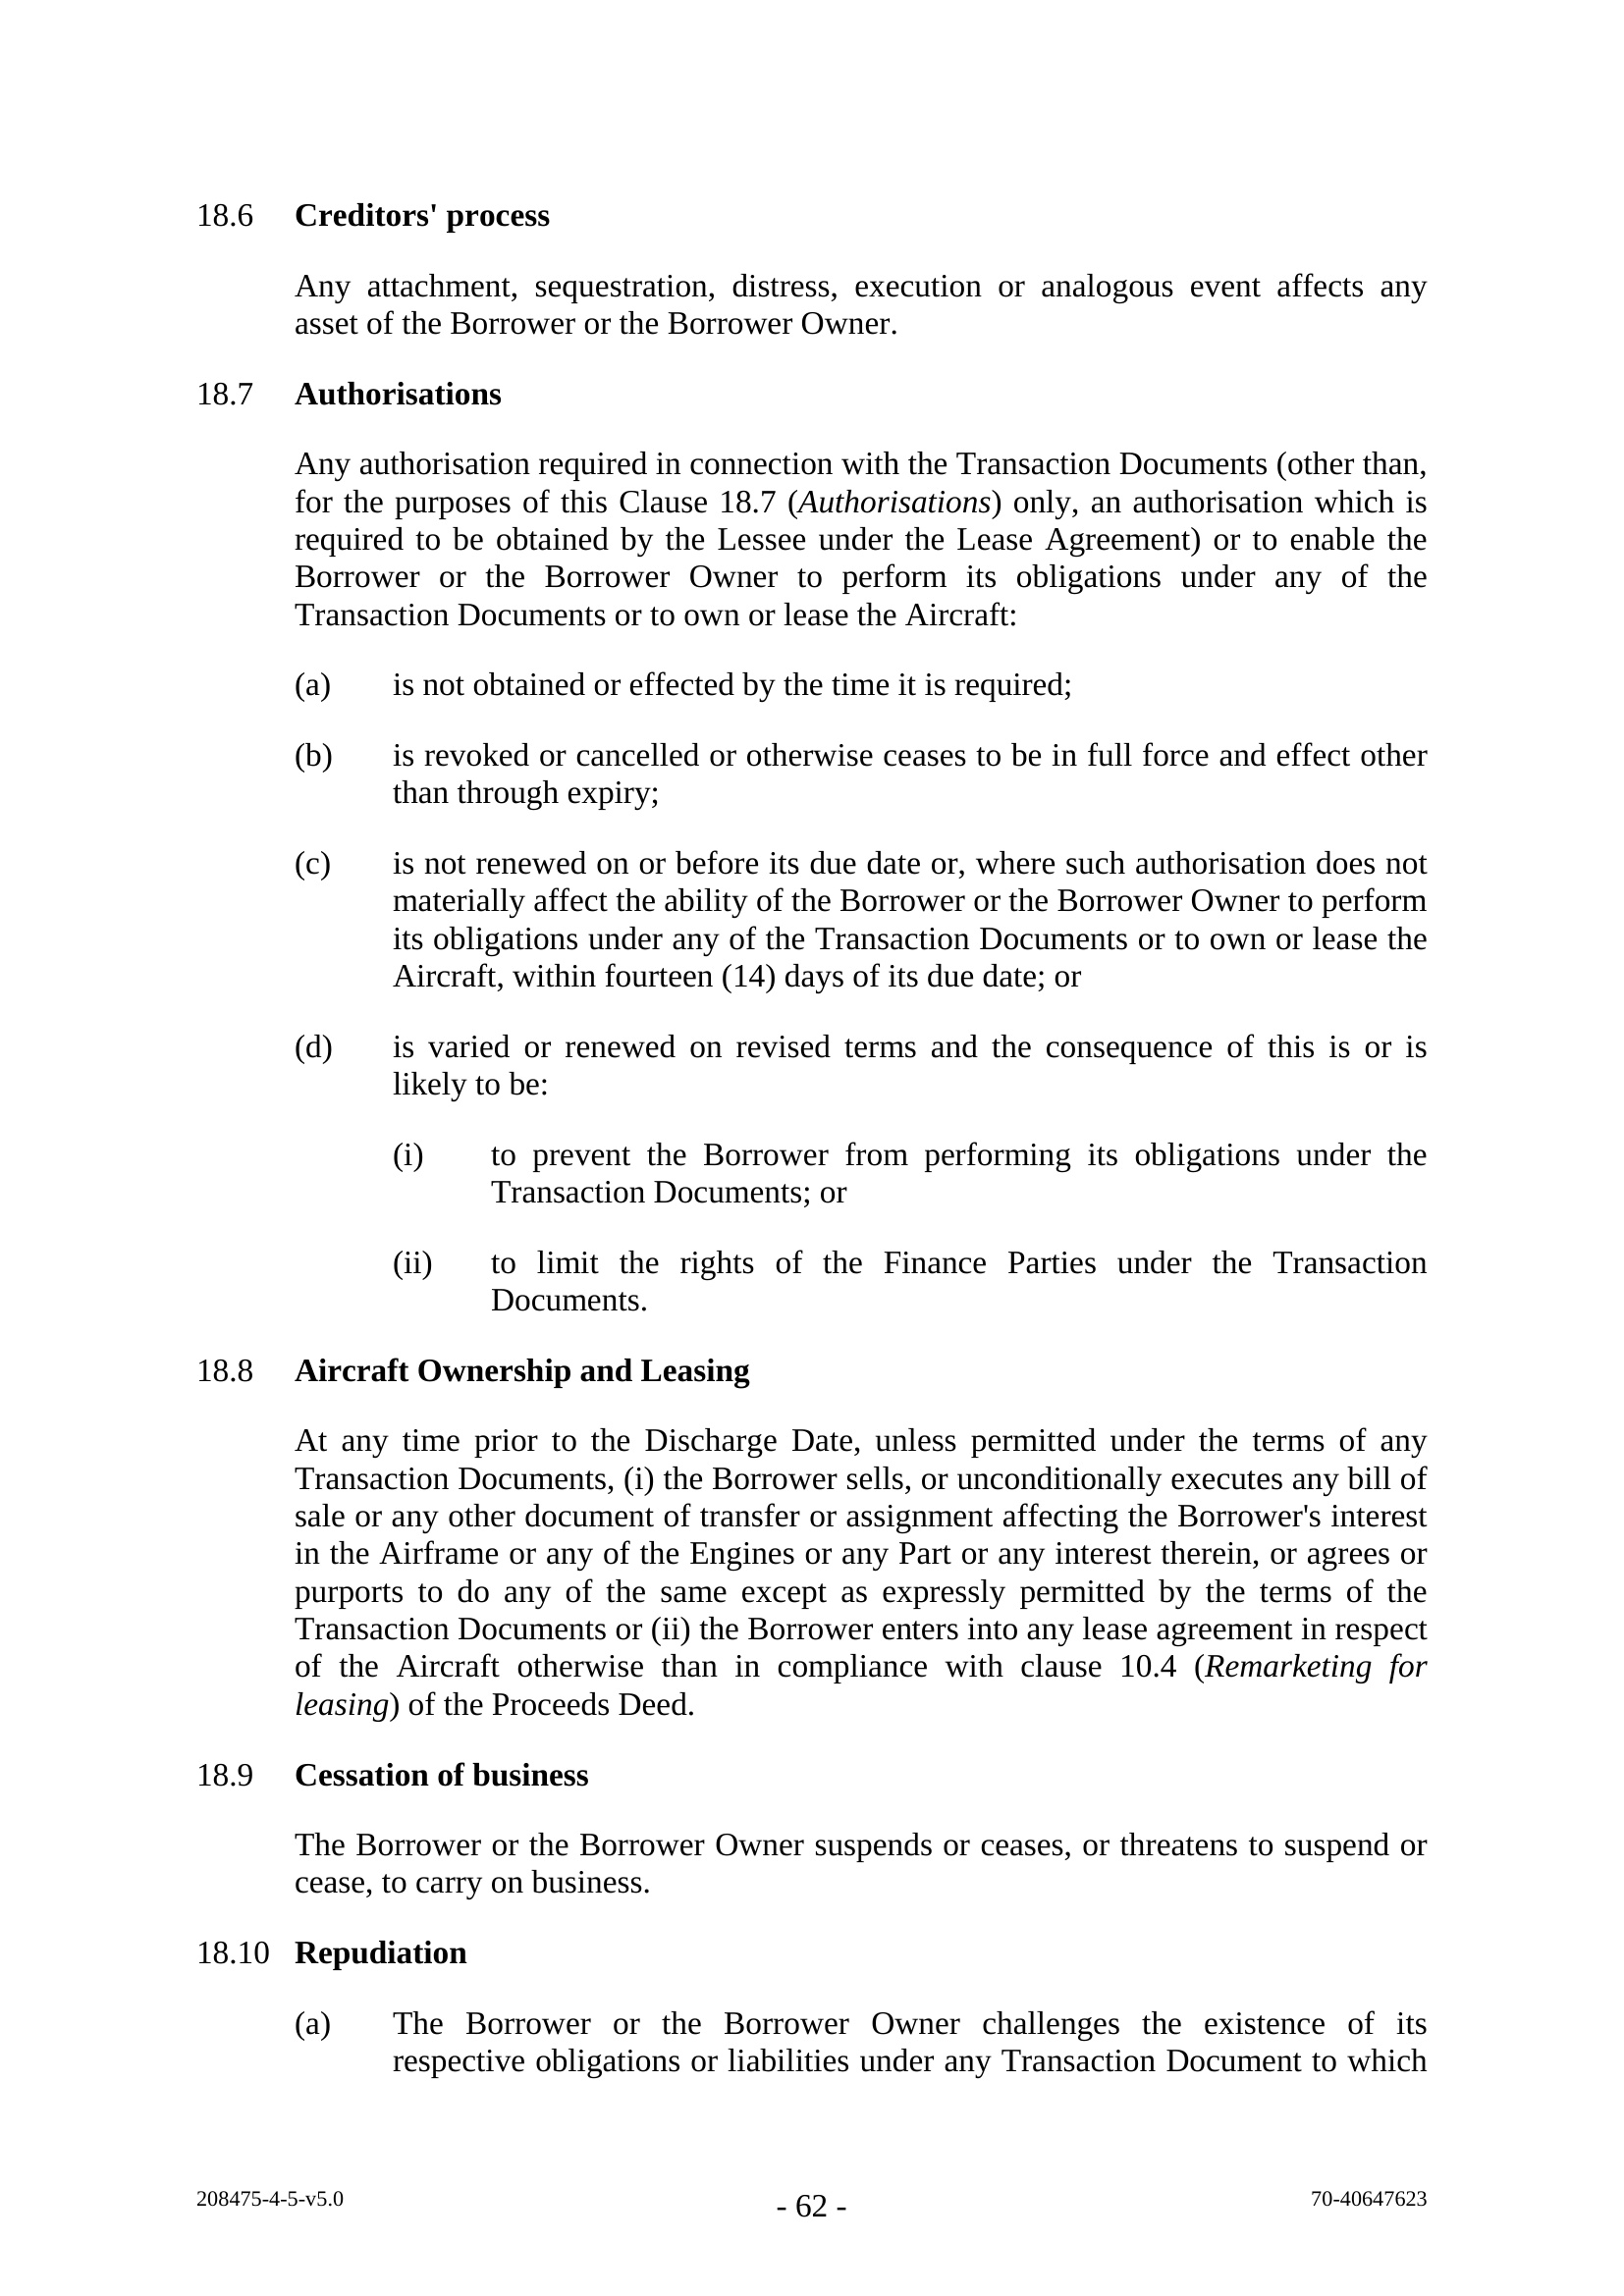 18.6 Creditors' process
Any attachment, sequestration, distress, execution or analogous event affects any
asset of the Borrower or the Borrower Owner.
18.7 Authorisations
Any authorisation required in connection with the Transaction Documents (other than,
for the purposes of this Clause 18.7 (Authorisations) only, an authorisation which is
required to be obtained by the Lessee under the Lease Agreement) or to enable the
Borrower or the Borrower Owner to perform its obligations under any of the
Transaction Documents or to own or lease the Aircraft:
(a) is not obtained or effected by the time it is required;
(b) is revoked or cancelled or otherwise ceases to be in full force and effect other
than through expiry;
(c) is not renewed on or before its due date or, where such authorisation does not
materially affect the ability of the Borrower or the Borrower Owner to perform
its obligations under any of the Transaction Documents or to own or lease the
Aircraft, within fourteen (14) days of its due date; or
(d) is varied or renewed on revised terms and the consequence of this is or is
likely to be:
(i) to prevent the Borrower from performing its obligations under the
Transaction Documents; or
(ii) to limit the rights of the Finance Parties under the Transaction
Documents.
18.8 Aircraft Ownership and Leasing
At any time prior to the Discharge Date, unless permitted under the terms of any
Transaction Documents, (i) the Borrower sells, or unconditionally executes any bill of
sale or any other document of transfer or assignment affecting the Borrower's interest
in the Airframe or any of the Engines or any Part or any interest therein, or agrees or
purports to do any of the same except as expressly permitted by the terms of the
Transaction Documents or (ii) the Borrower enters into any lease agreement in respect
of the Aircraft otherwise than in compliance with clause 10.4 (Remarketing for
leasing) of the Proceeds Deed.
18.9 Cessation of business
The Borrower or the Borrower Owner suspends or ceases, or threatens to suspend or
cease, to carry on business.
18.10 Repudiation
(a) The Borrower or the Borrower Owner challenges the existence of its
respective obligations or liabilities under any Transaction Document to which
208475-4-5-v5.0 - 62 - 70-40647623